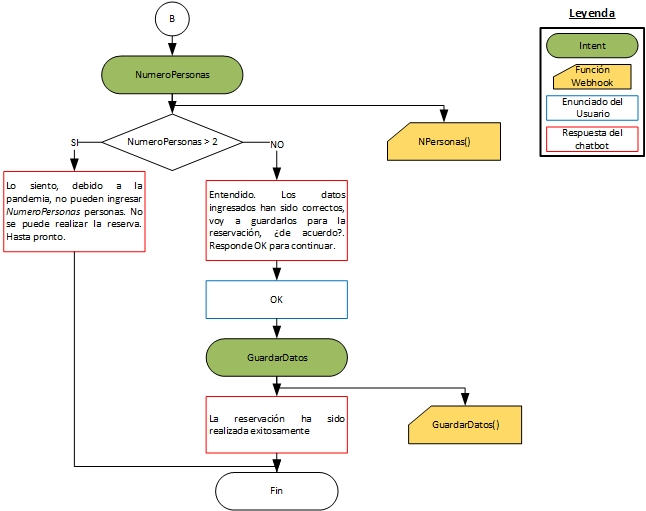 B
Leyenda
Intent
Función
Webhook
Enunciado del
Usuario
Respuesta del
chatbot
NumeroPersonas
NumeroPersonas > 2
NPersonas()
SI
NO
Lo siento, debido a la
pandemia, no pueden ingresar
NumeroPersonas personas. No
se puede realizar la reserva.
Hasta pronto.
Entendido. Los datos
ingresados han sido correctos,
voy a guardarlos para la
reservación, ¿de acuerdo?.
Responde OK para continuar.
OK
GuardarDatos
La reservación ha sido
realizada exitosamente
GuardarDatos()
Fin